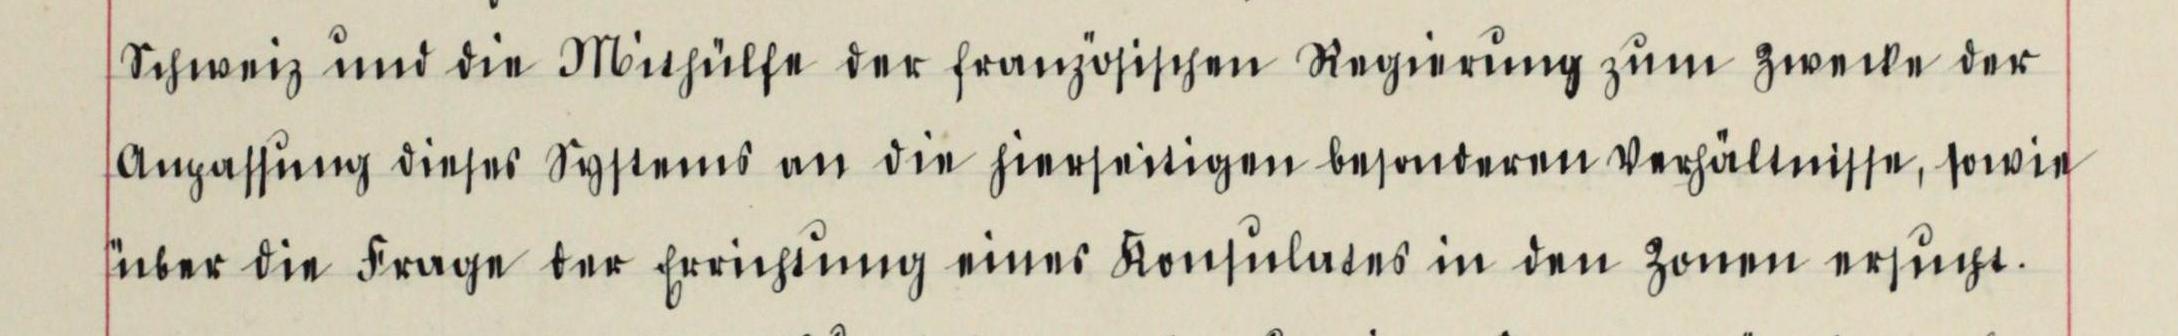 Schweiz und die Mithülfe der französischen Regierung zum Zwecke der
Anpassung dieses Systems an die hierseitigen besonderen Verhältnisse, sowie
über die Frage der Errichtung eines Konsulates in den Zonen ersucht.